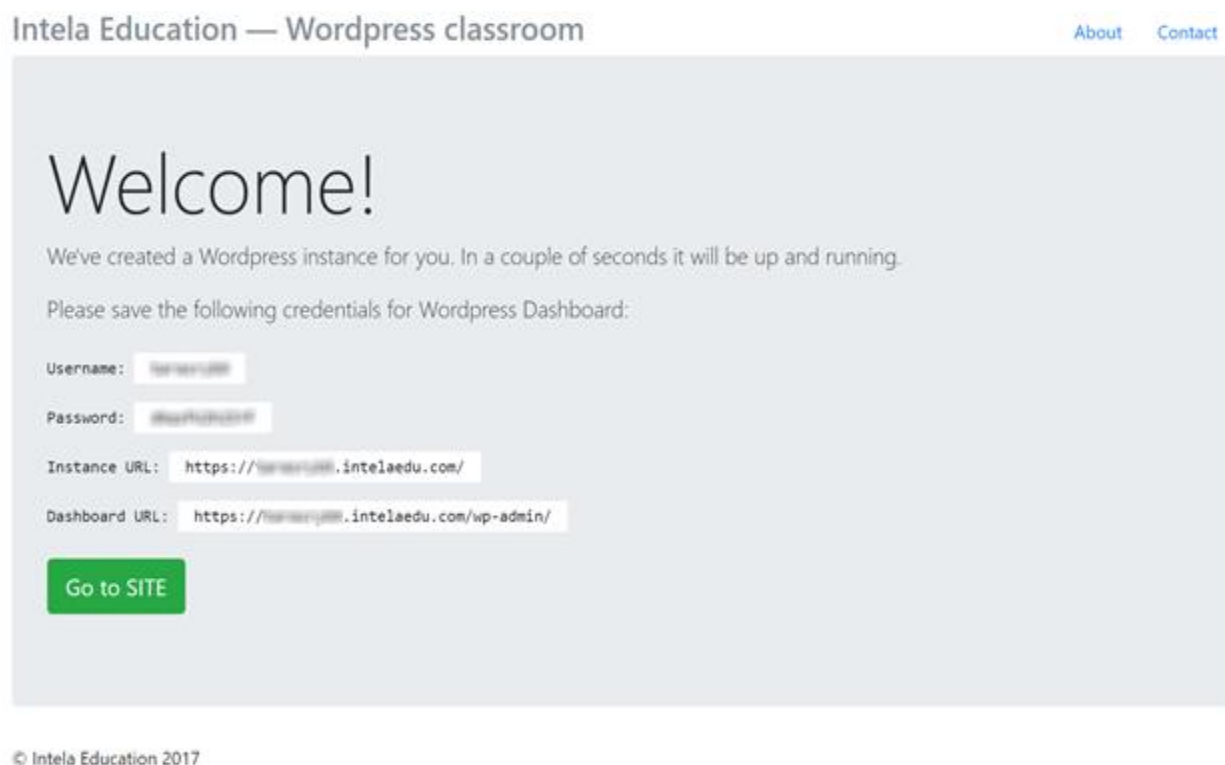 Intela Education — Wordpress classroom
About Contact
Welcome!
We've created a Wordpress instance for you. In a couple of seconds it will be up and running.
Please save the following credentials for Wordpress Dashboard:
Username:
Password:
Instance URL: https:// .intelaedu.com/
Dashboard URL: https:// .intelaedu.com/wp-admin/
Go to SITE
© Intela Education 2017